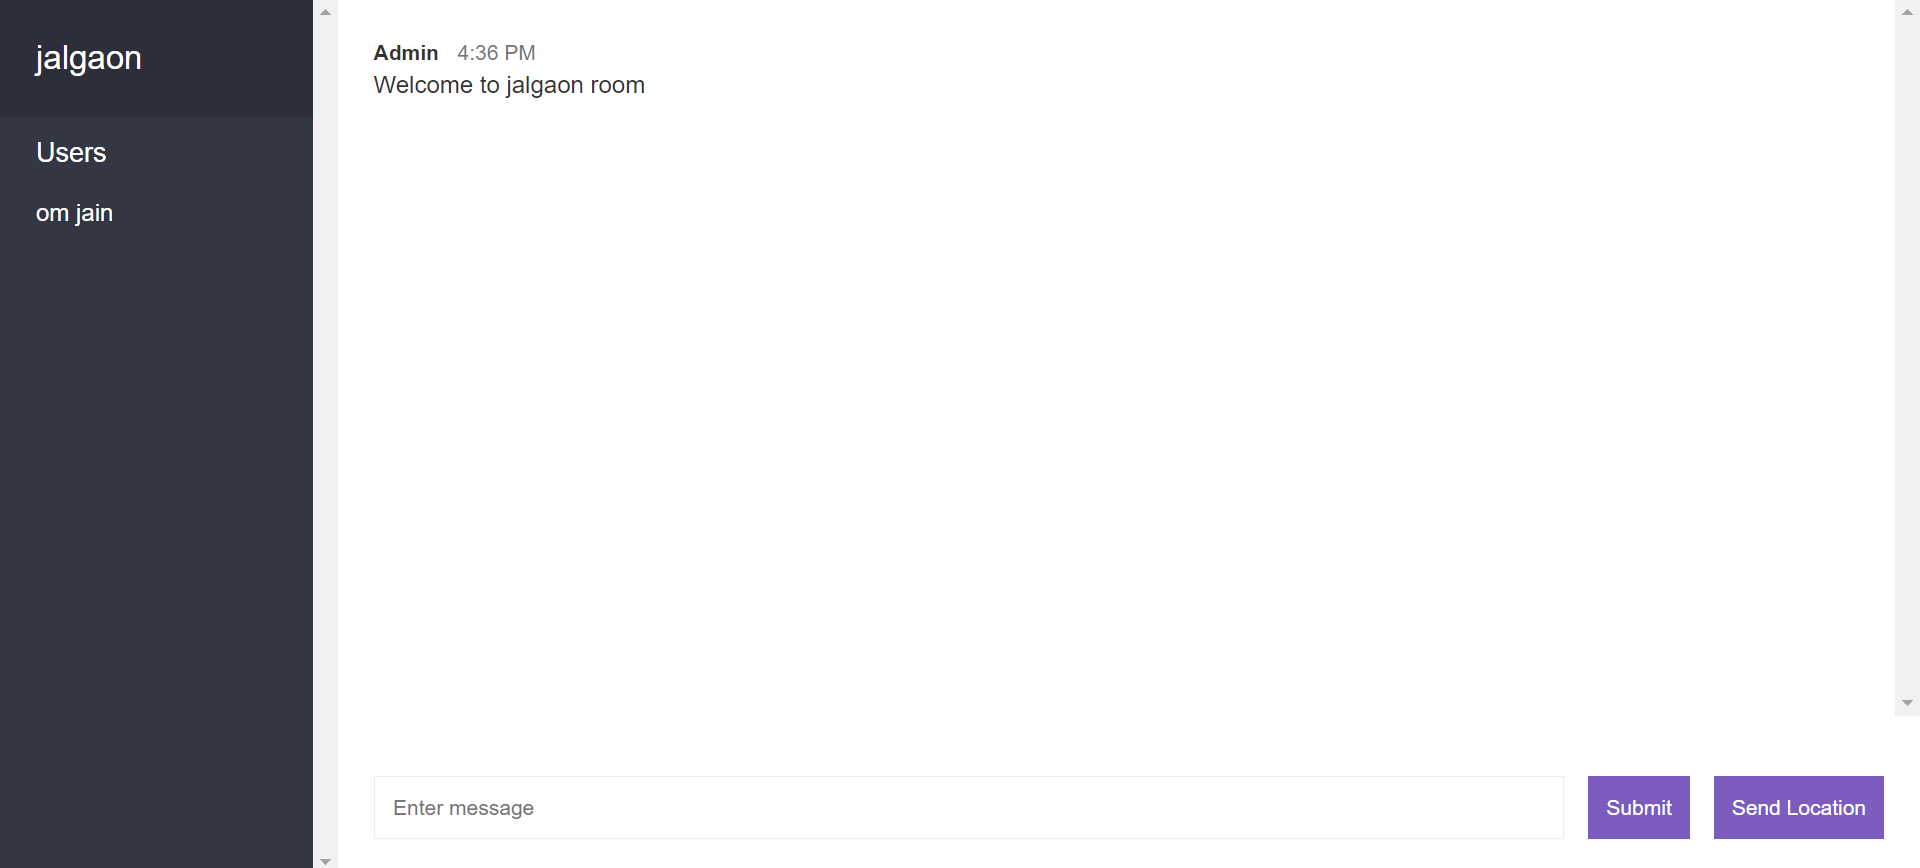 jalgaon
Users
om jain
Admin 4:36 PM
Welcome to jalgaon room
Enter message
Submit
Send Location